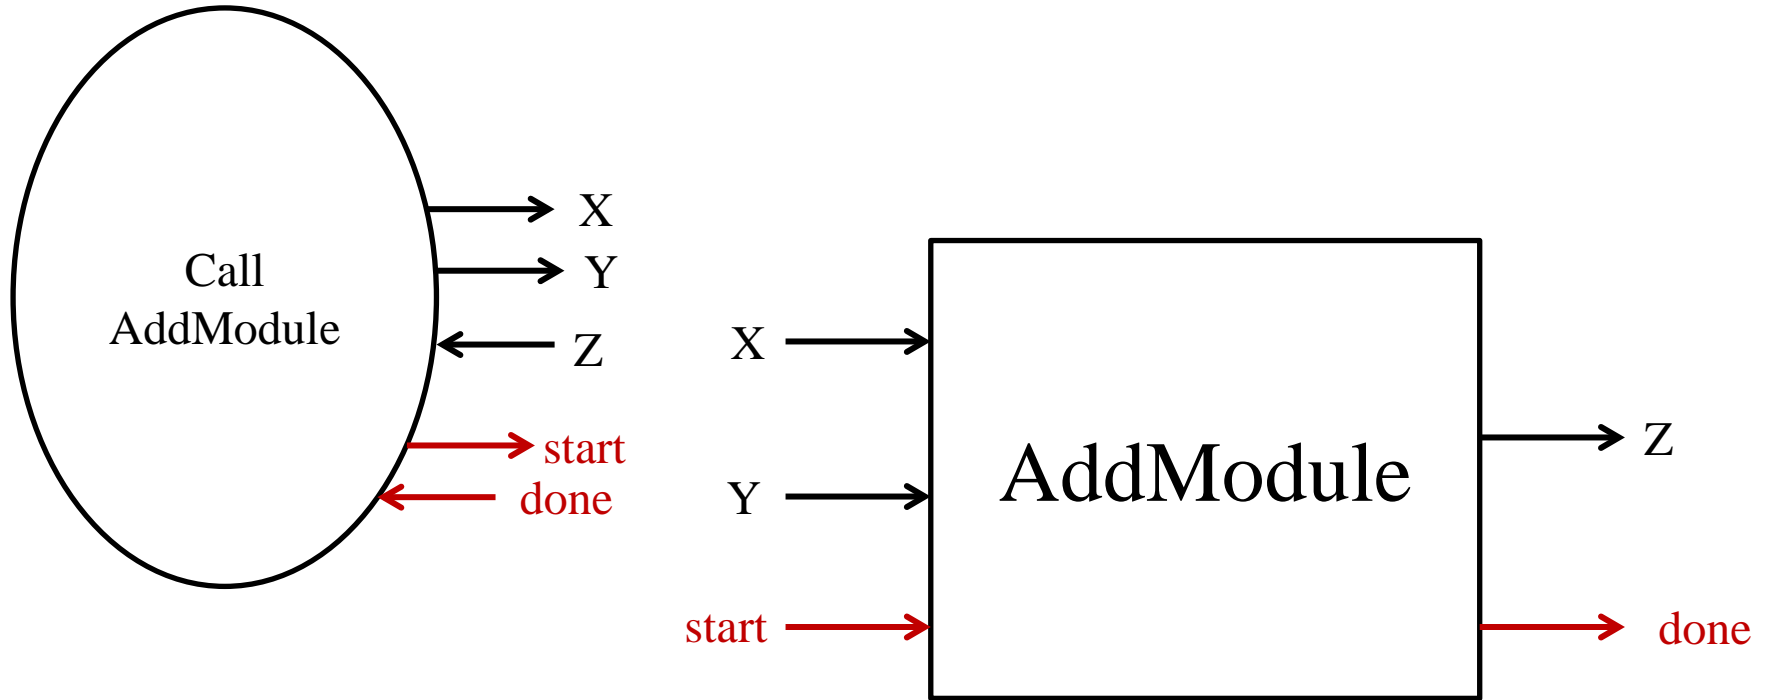 Call
AddModule
X
Y
Z
start
done
X
Y
start
AddModule
Z
done